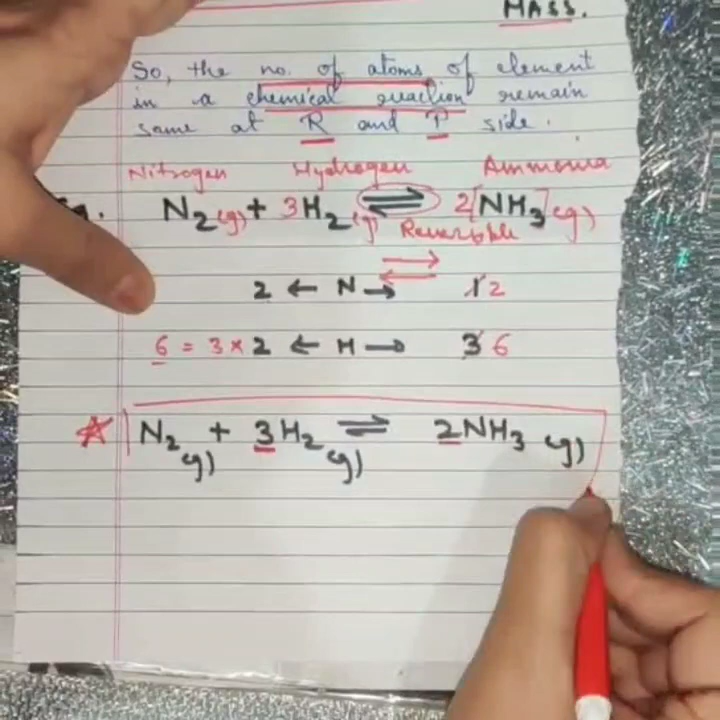 MASS.
So, the no. of atoms of element
in a chemical reaction remain
same at R and P side.
Nitrogen Hydrogen Ammonia
N2(g) + 3H2(g) ⇌ 2[NH3](g)
Reversible
2 ← N → 1 2
6 = 3 × 2 ← H → 3 6
N2 + 3H2 ⇌ 2NH3 (g)
g) g)